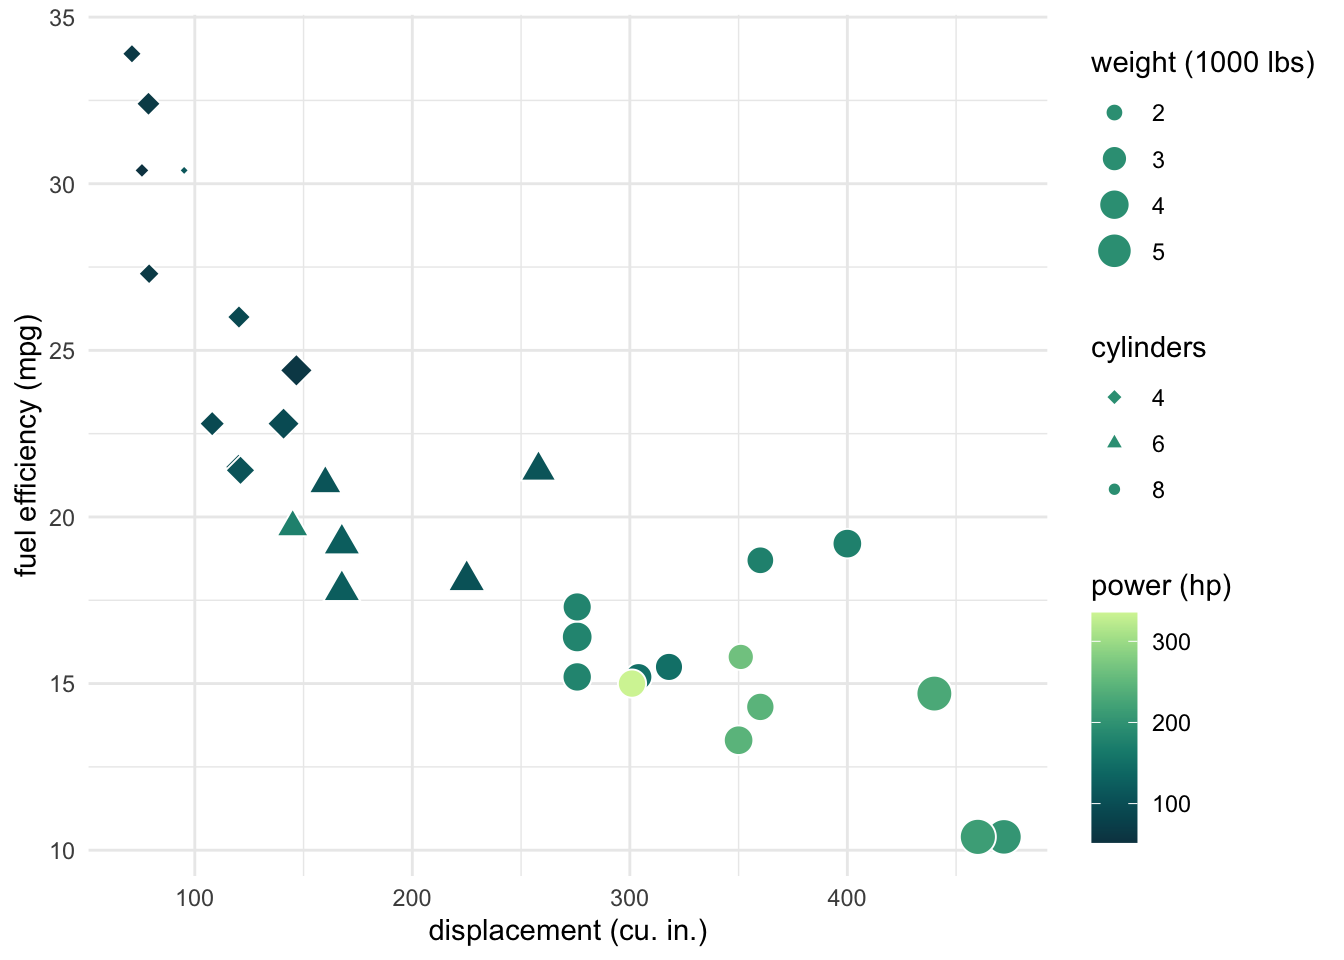 35
30
25
20
15
10
fuel efficiency (mpg)
100 200 300 400
displacement (cu. in.)
weight (1000 lbs)
2
3
4
5
cylinders
4
6
8
power (hp)
300
200
100